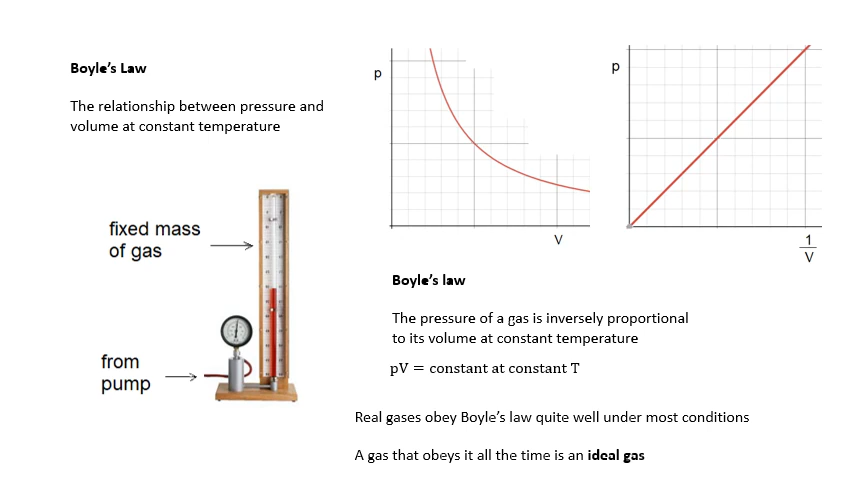 Boyle's Law
The relationship between pressure and
volume at constant temperature
fixed mass
of gas
from
pump
p
V
p
1
V
Boyle's law
The pressure of a gas is inversely proportional
to its volume at constant temperature
pV = constant at constant T
Real gases obey Boyle's law quite well under most conditions
A gas that obeys it all the time is an ideal gas